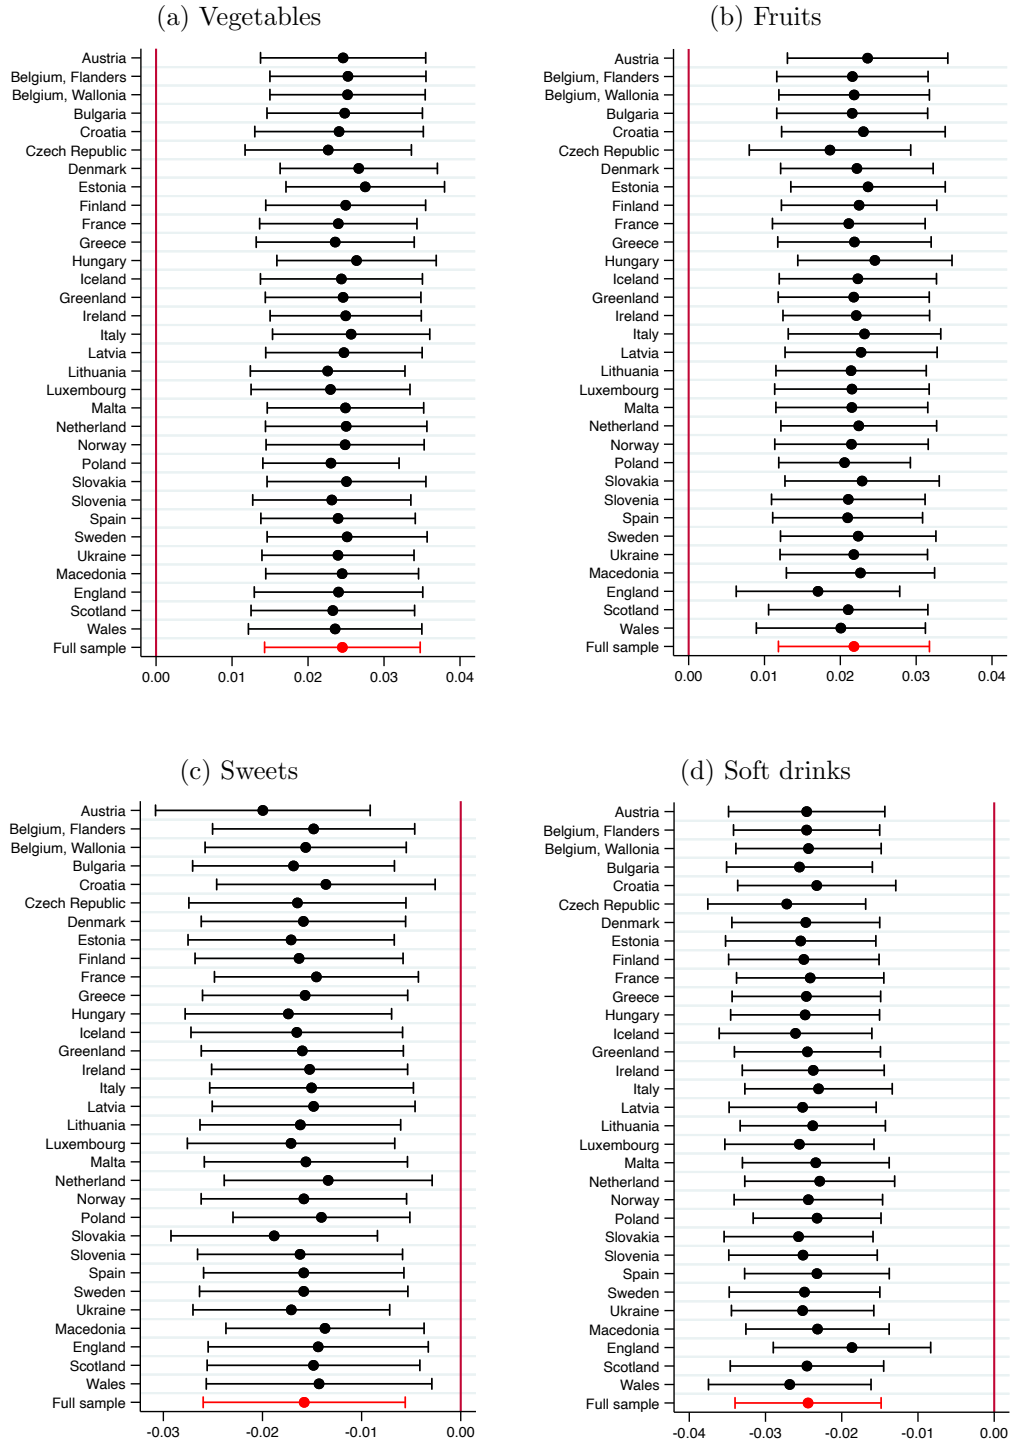 (a) Vegetables
Austria
Belgium, Flanders
Belgium, Wallonia
Bulgaria
Croatia
Czech Republic
Denmark
Estonia
Finland
France
Greece
Hungary
Iceland
Greenland
Ireland
Italy
Latvia
Lithuania
Luxembourg
Malta
Netherland
Norway
Poland
Slovakia
Slovenia
Spain
Sweden
Ukraine
Macedonia
England
Scotland
Wales
Full sample
0.00 0.01 0.02 0.03 0.04
(b) Fruits
Austria
Belgium, Flanders
Belgium, Wallonia
Bulgaria
Croatia
Czech Republic
Denmark
Estonia
Finland
France
Greece
Hungary
Iceland
Greenland
Ireland
Italy
Latvia
Lithuania
Luxembourg
Malta
Netherland
Norway
Poland
Slovakia
Slovenia
Spain
Sweden
Ukraine
Macedonia
England
Scotland
Wales
Full sample
0.00 0.01 0.02 0.03 0.04
(c) Sweets
Austria
Belgium, Flanders
Belgium, Wallonia
Bulgaria
Croatia
Czech Republic
Denmark
Estonia
Finland
France
Greece
Hungary
Iceland
Greenland
Ireland
Italy
Latvia
Lithuania
Luxembourg
Malta
Netherland
Norway
Poland
Slovakia
Slovenia
Spain
Sweden
Ukraine
Macedonia
England
Scotland
Wales
Full sample
-0.03 -0.02 -0.01 0.00
(d) Soft drinks
Austria
Belgium, Flanders
Belgium, Wallonia
Bulgaria
Croatia
Czech Republic
Denmark
Estonia
Finland
France
Greece
Hungary
Iceland
Greenland
Ireland
Italy
Latvia
Lithuania
Luxembourg
Malta
Netherland
Norway
Poland
Slovakia
Slovenia
Spain
Sweden
Ukraine
Macedonia
England
Scotland
Wales
Full sample
-0.04 -0.03 -0.02 -0.01 0.00